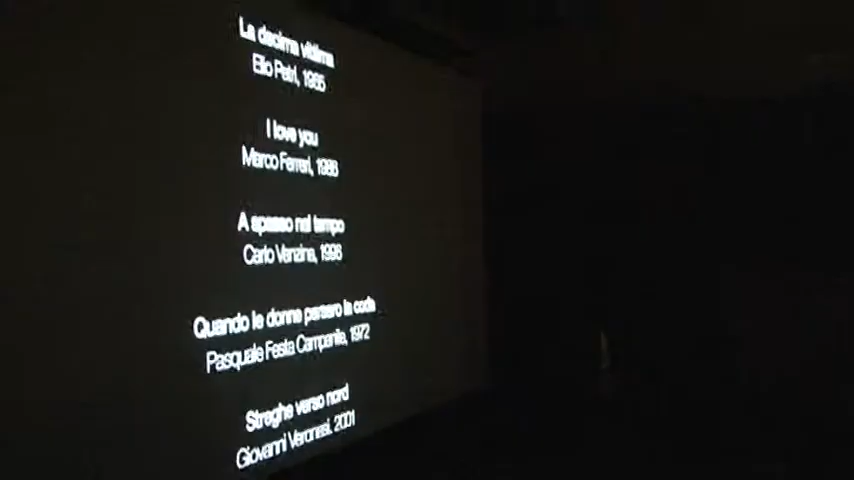 La decima vittima
Elio Petri, 1965
I love you
Marco Ferreri, 1986
A spasso nel tempo
Carlo Vanzina, 1996
Quando le donne persero la coda
Pasquale Festa Campanile, 1972
Streghe verso nord
Giovanni Veronesi, 2001